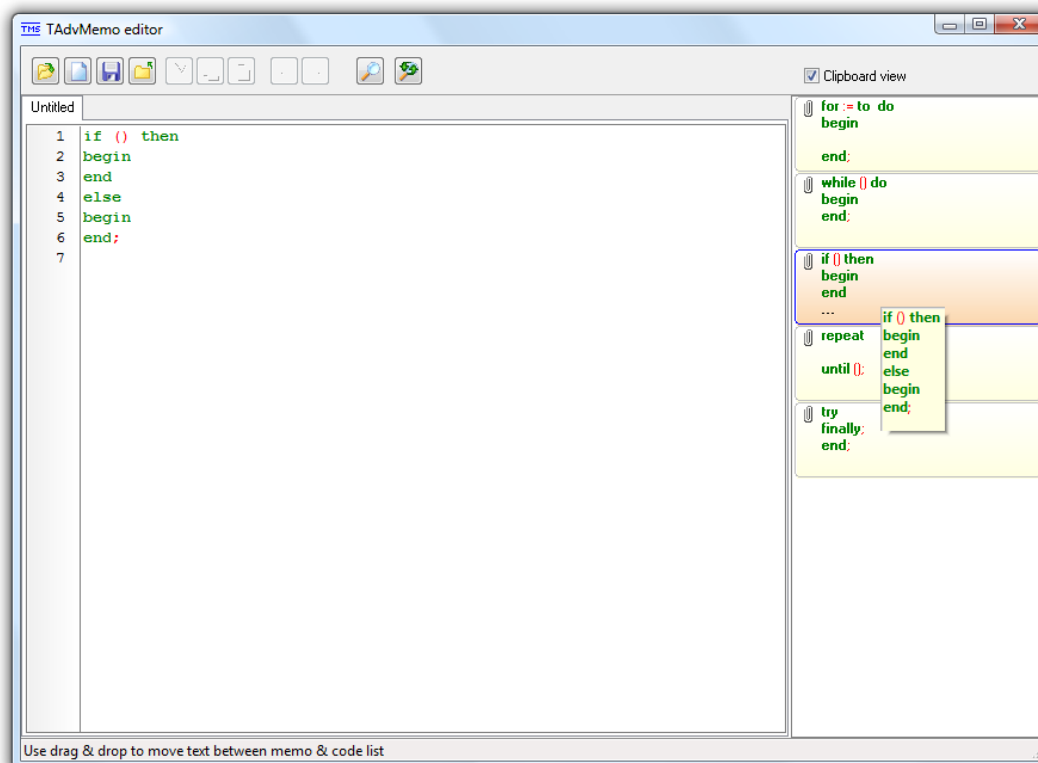 TMS TAdvMemo editor
Clipboard view
Untitled
1 if () then
2 begin
3 end
4 else
5 begin
6 end;
7
for := to do
begin
end;
while () do
begin
end;
if () then
begin
end
...
repeat
until ();
try
finally;
end;
if () then
begin
end
else
begin
end;
Use drag & drop to move text between memo & code list